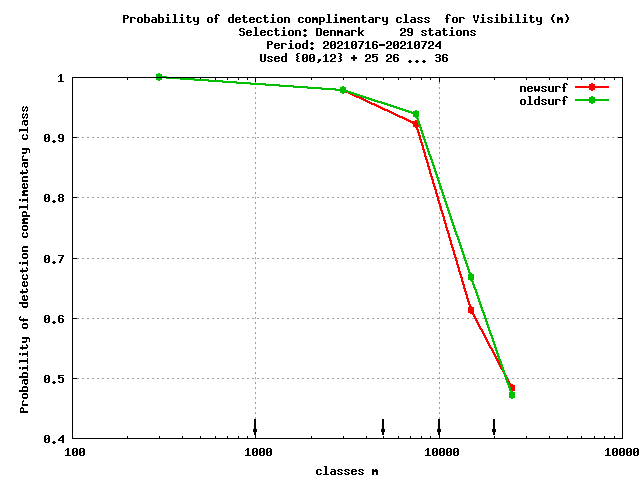 Probability of detection complimentary class  for Visibility (m)
Selection: Denmark     29 stations
Period: 20210716-20210724
Used {00,12} + 25 26 ... 36
newsurf
oldsurf
Probability of detection complimentary class
1
0.9
0.8
0.7
0.6
0.5
0.4
100 1000 10000 10000
classes m